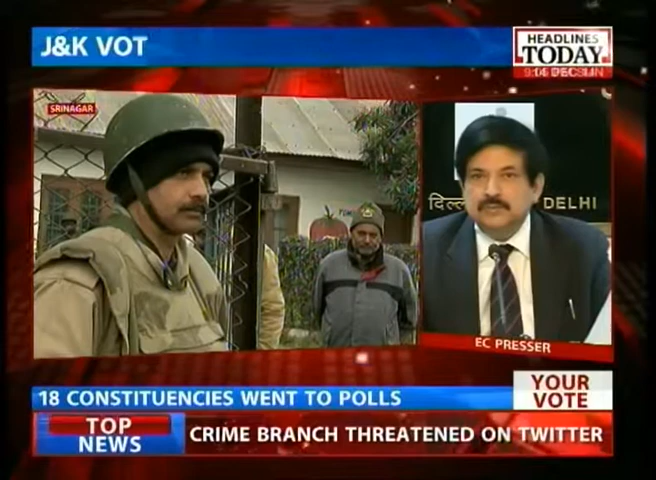 J&K VOT
HEADLINES
TODAY
SRINAGAR
DELHI
EC PRESSER
18 CONSTITUENCIES WENT TO POLLS
YOUR
VOTE
TOP
NEWS
CRIME BRANCH THREATENED ON TWITTER